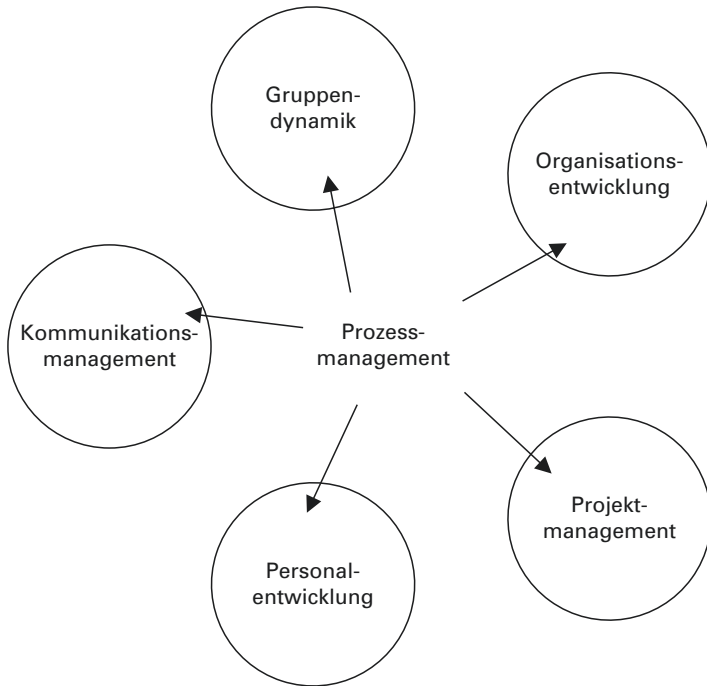 Gruppen-
dynamik
Organisations-
entwicklung
Kommunikations-
management
Prozess-
management
Projekt-
management
Personal-
entwicklung